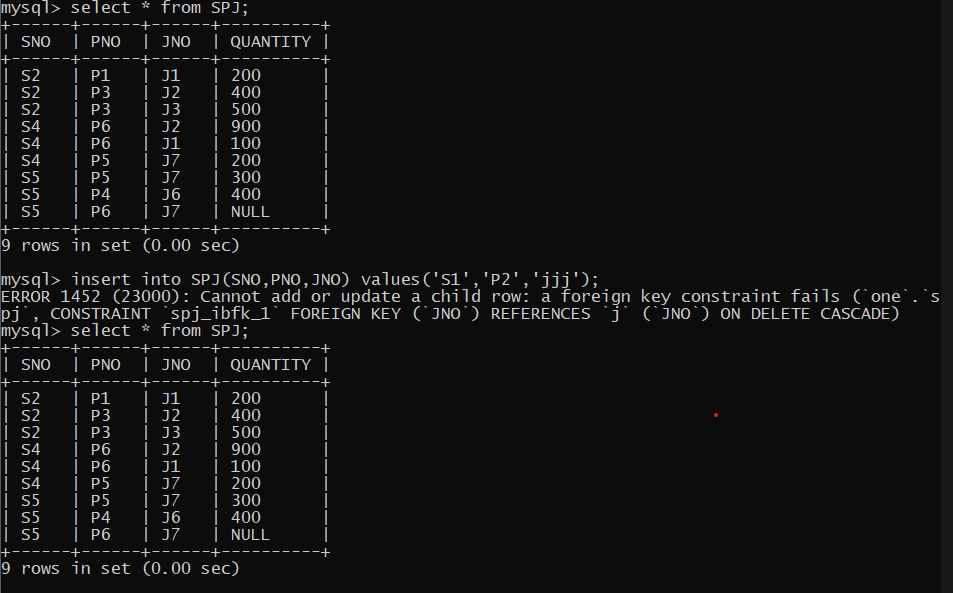 mysql> select * from SPJ;
+------+------+------+----------+
| SNO  | PNO  | JNO  | QUANTITY |
+------+------+------+----------+
| S2   | P1   | J1   | 200      |
| S2   | P3   | J2   | 400      |
| S2   | P3   | J3   | 500      |
| S4   | P6   | J2   | 900      |
| S4   | P6   | J1   | 100      |
| S4   | P5   | J7   | 200      |
| S5   | P5   | J7   | 300      |
| S5   | P4   | J6   | 400      |
| S5   | P6   | J7   | NULL     |
+------+------+------+----------+
9 rows in set (0.00 sec)

mysql> insert into SPJ(SNO,PNO,JNO) values('S1','P2','jjj');
ERROR 1452 (23000): Cannot add or update a child row: a foreign key constraint fails (`one`.`s
pj`, CONSTRAINT `spj_ibfk_1` FOREIGN KEY (`JNO`) REFERENCES `j` (`JNO`) ON DELETE CASCADE)
mysql> select * from SPJ;
+------+------+------+----------+
| SNO  | PNO  | JNO  | QUANTITY |
+------+------+------+----------+
| S2   | P1   | J1   | 200      |
| S2   | P3   | J2   | 400      |
| S2   | P3   | J3   | 500      |
| S4   | P6   | J2   | 900      |
| S4   | P6   | J1   | 100      |
| S4   | P5   | J7   | 200      |
| S5   | P5   | J7   | 300      |
| S5   | P4   | J6   | 400      |
| S5   | P6   | J7   | NULL     |
+------+------+------+----------+
9 rows in set (0.00 sec)